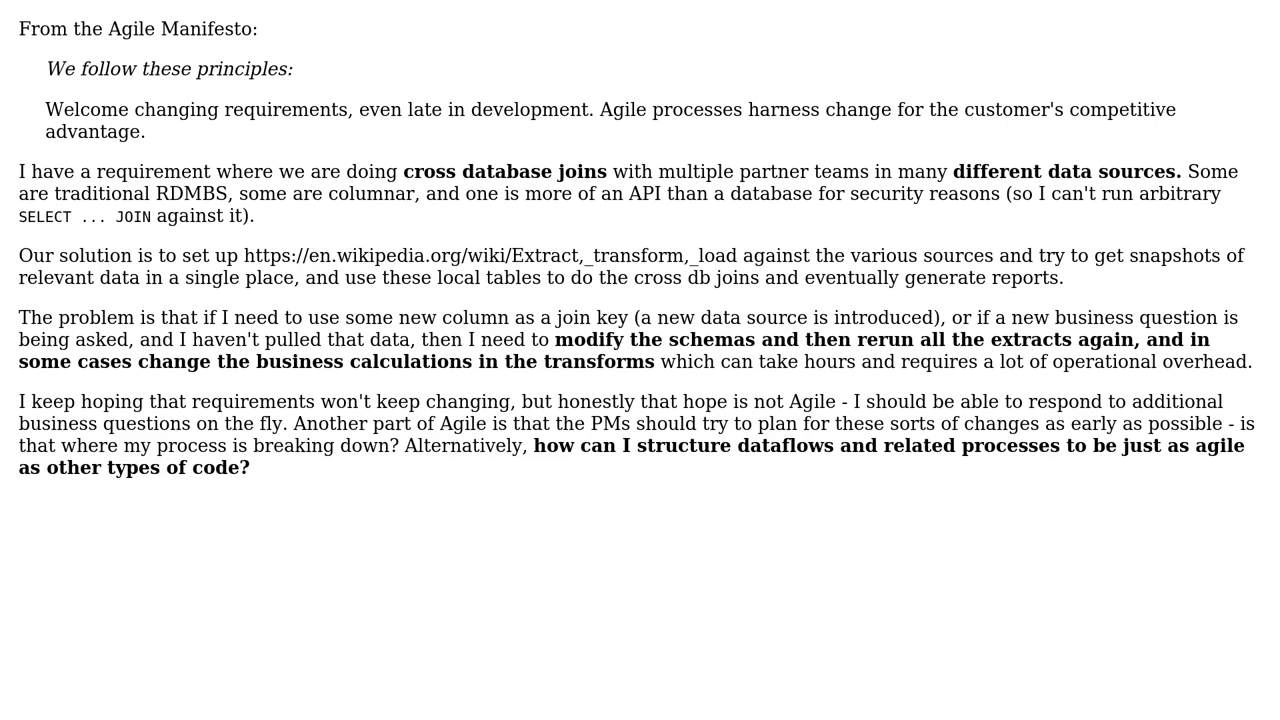 From the Agile Manifesto:
We follow these principles:
Welcome changing requirements, even late in development. Agile processes harness change for the customer's competitive
advantage.
I have a requirement where we are doing cross database joins with multiple partner teams in many different data sources. Some
are traditional RDMBS, some are columnar, and one is more of an API than a database for security reasons (so I can't run arbitrary
SELECT ... JOIN against it).
Our solution is to set up https://en.wikipedia.org/wiki/Extract,_transform,_load against the various sources and try to get snapshots of
relevant data in a single place, and use these local tables to do the cross db joins and eventually generate reports.
The problem is that if I need to use some new column as a join key (a new data source is introduced), or if a new business question is
being asked, and I haven't pulled that data, then I need to modify the schemas and then rerun all the extracts again, and in
some cases change the business calculations in the transforms which can take hours and requires a lot of operational overhead.
I keep hoping that requirements won't keep changing, but honestly that hope is not Agile - I should be able to respond to additional
business questions on the fly. Another part of Agile is that the PMs should try to plan for these sorts of changes as early as possible - is
that where my process is breaking down? Alternatively, how can I structure dataflows and related processes to be just as agile
as other types of code?